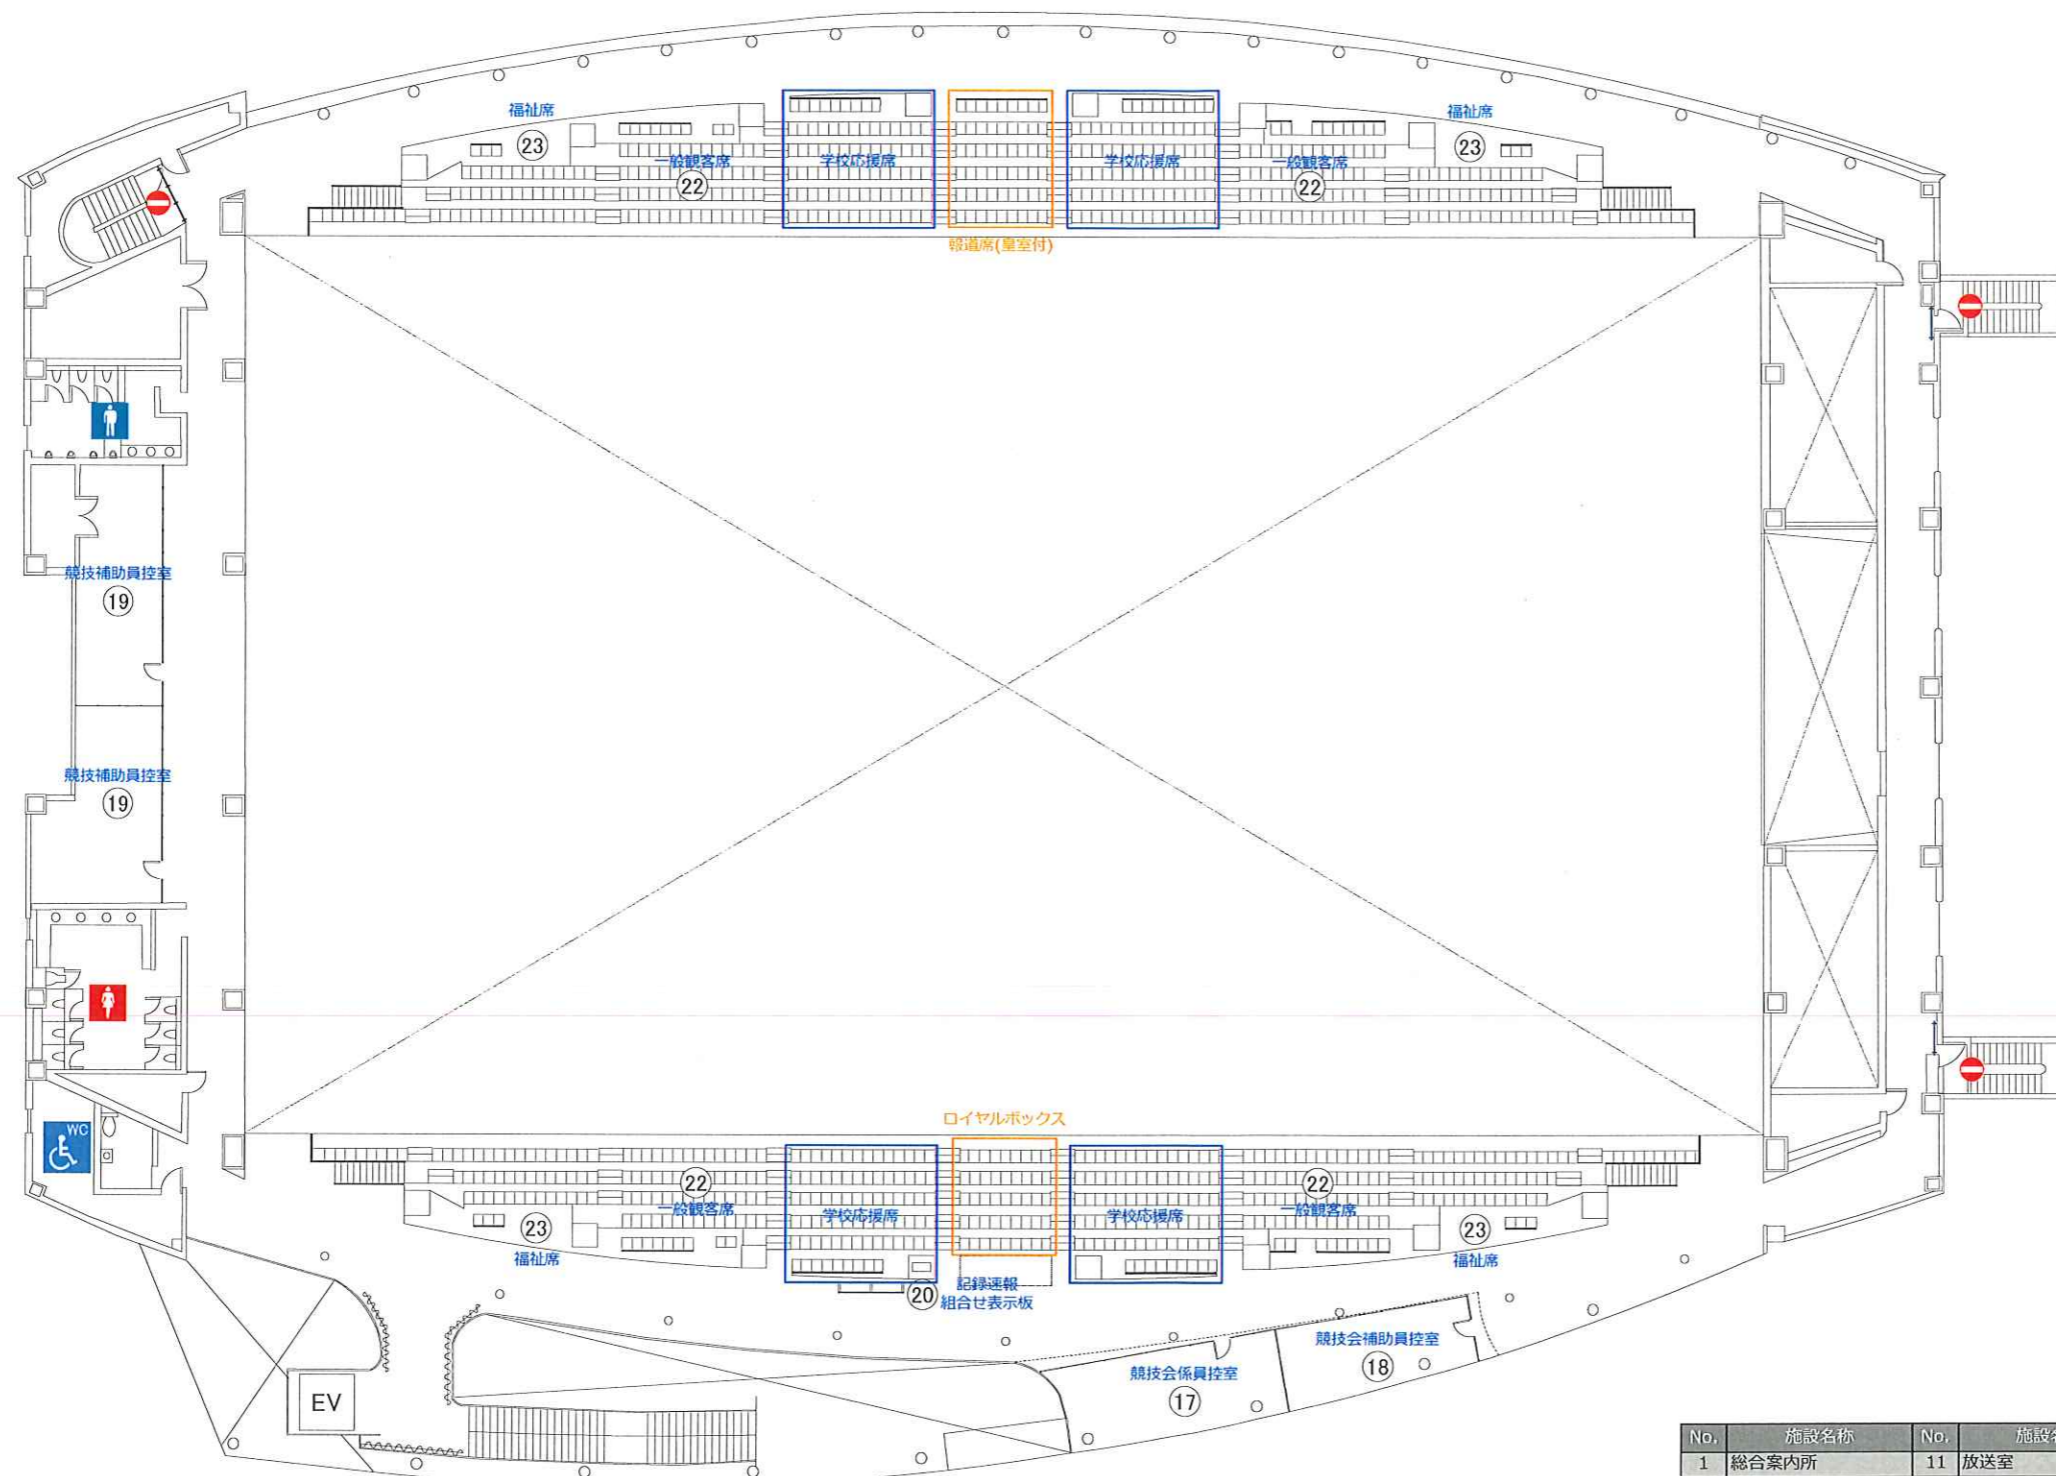 福祉席
福祉席
㉓
㉓
一般観客席
学校応援席
学校応援席
一般観客席
㉒
㉒
報道席(皇室付)
競技補助員控室
⑲
競技補助員控室
⑲
ロイヤルボックス
WC
㉒
㉒
一般観客席
学校応援席
学校応援席
一般観客席
㉓
㉓
福祉席
福祉席
⑳
記録速報
組合せ表示板
競技会補助員控室
⑱
競技会係員控室
⑰
EV
No. 施設名称 No. 施設名
1 総合案内所 11 放送室